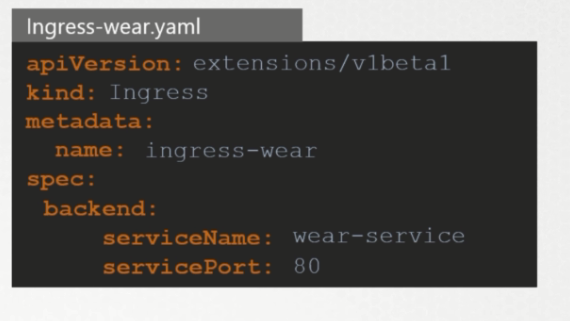 Ingress-wear.yaml
apiVersion: extensions/v1beta1
kind: Ingress
metadata:
name: ingress-wear
spec:
backend:
serviceName: wear-service
servicePort: 80